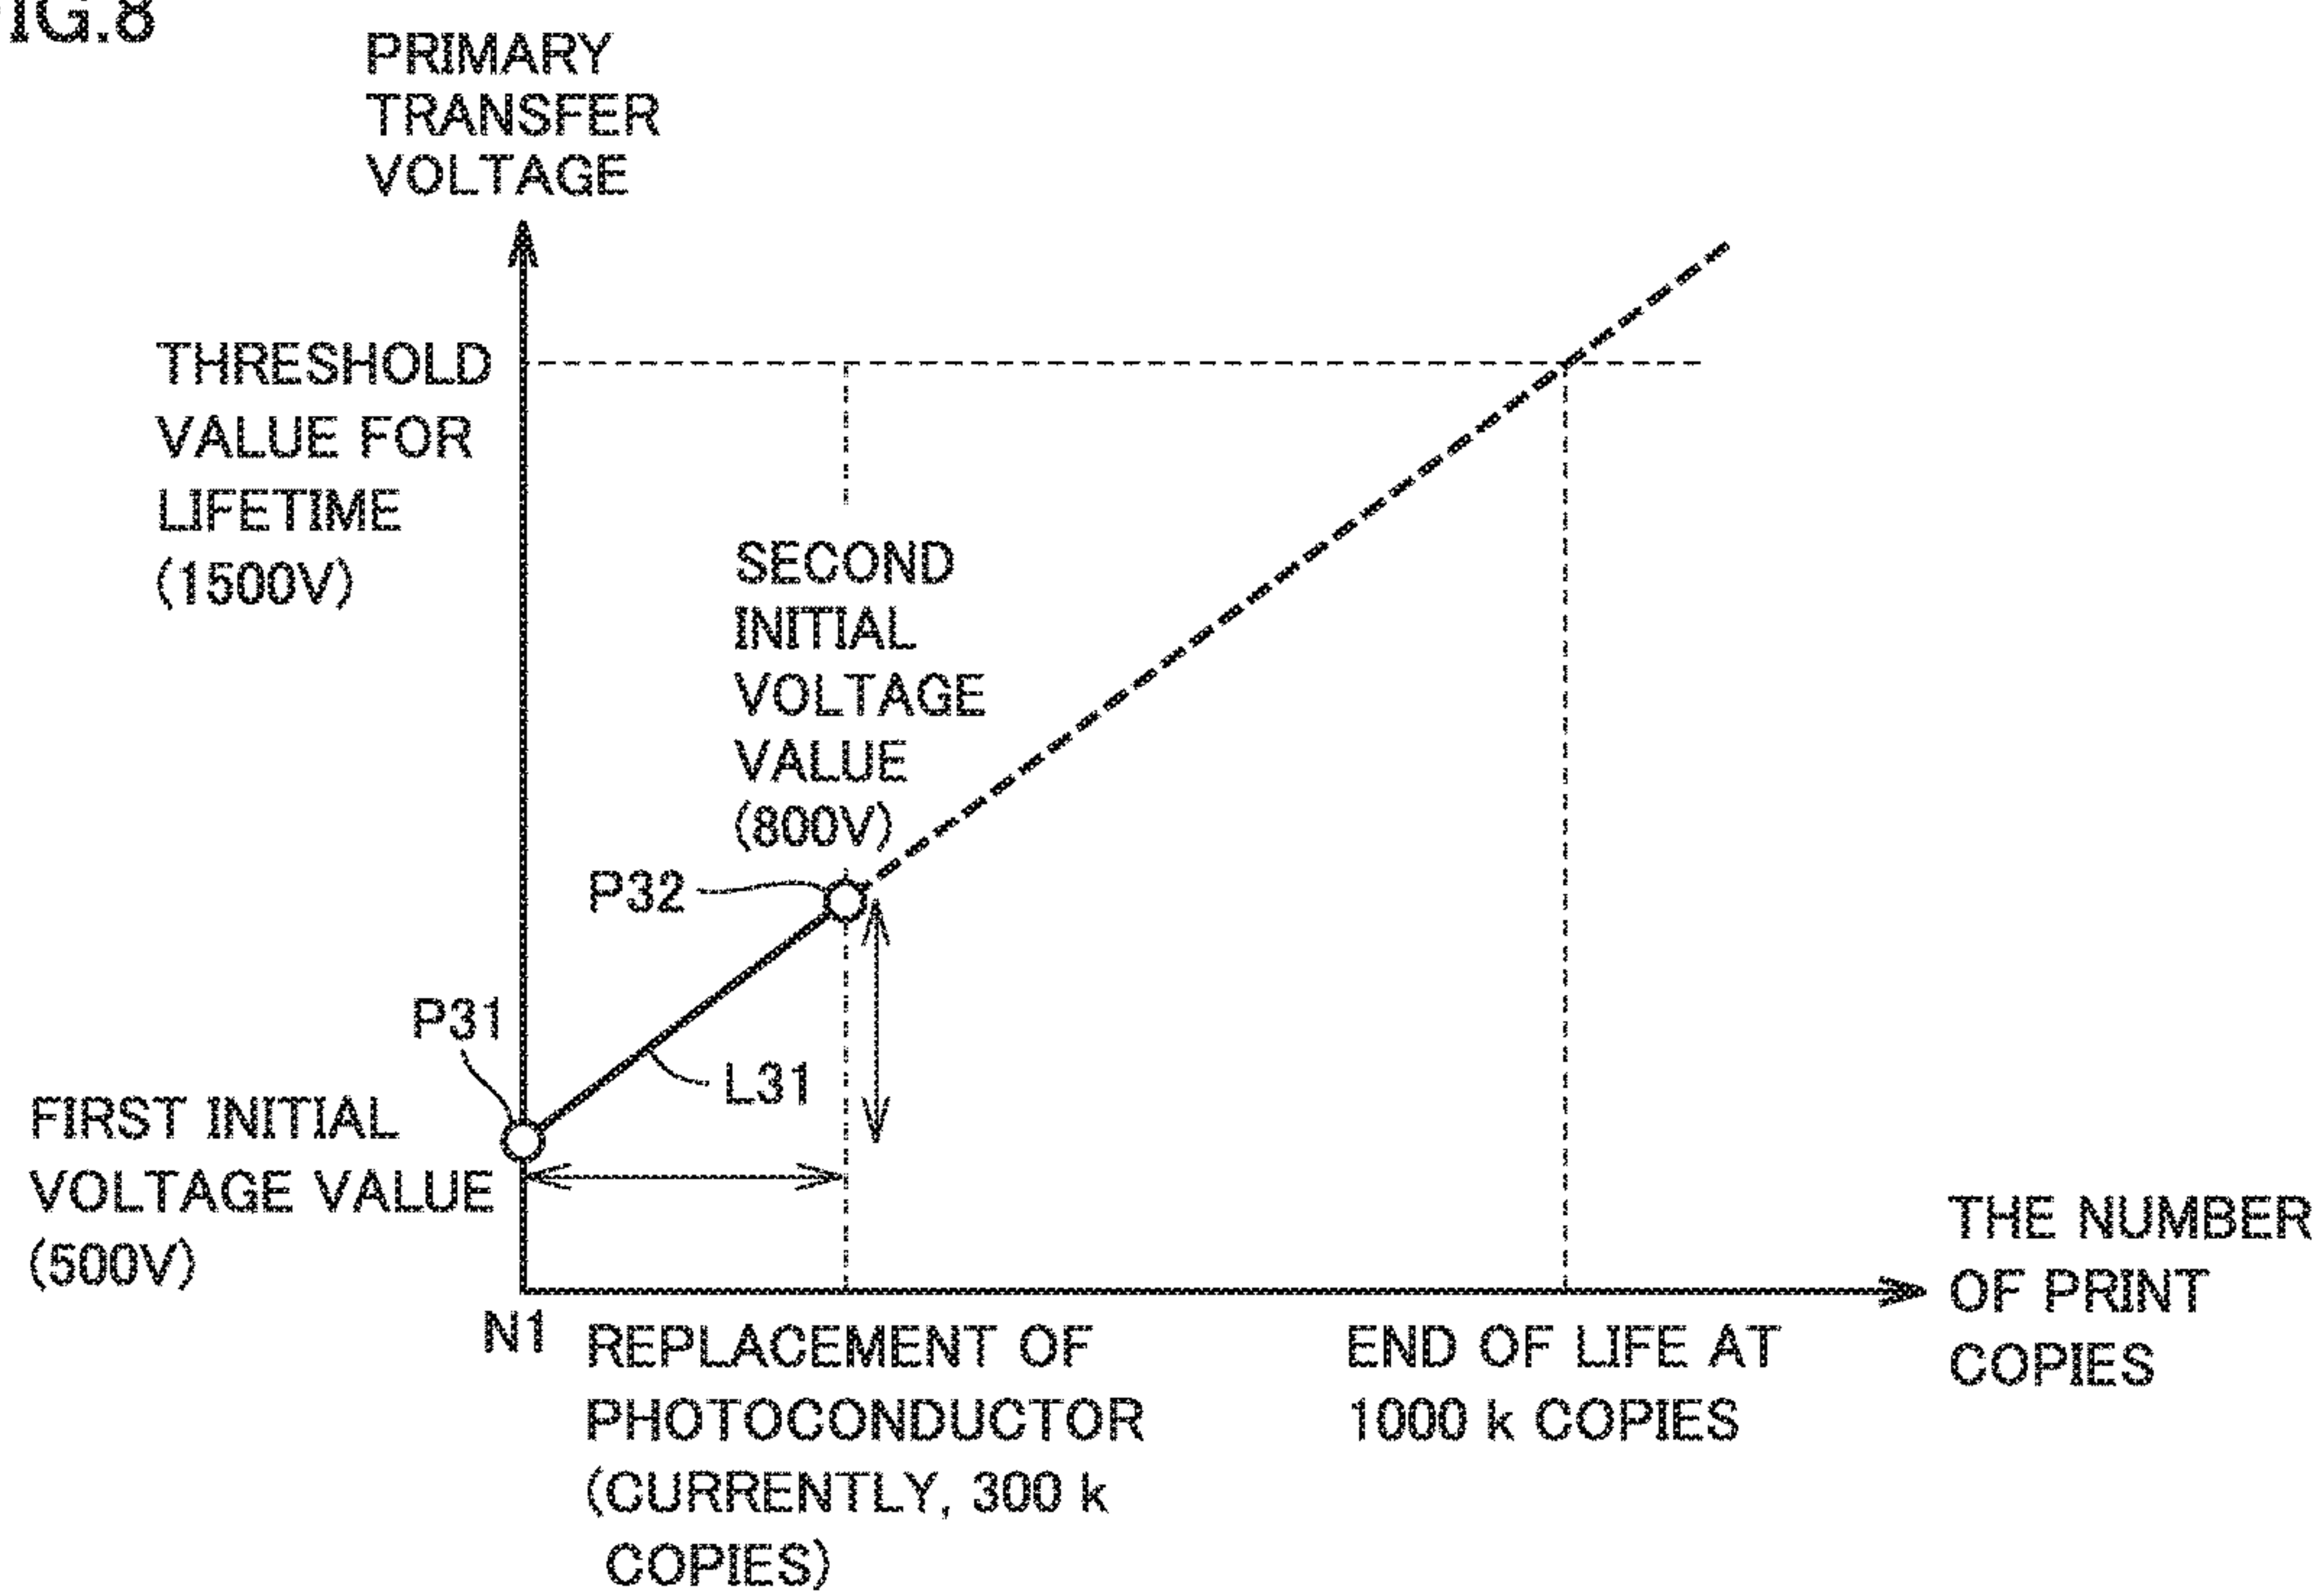 IG.8
PRIMARY
TRANSFER
VOLTAGE
THRESHOLD
VALUE FOR
LIFETIME
(1500V)
SECOND
INITIAL
VOLTAGE
VALUE
(800V)
P32
P31
L31
FIRST INITIAL
VOLTAGE VALUE
(500V)
N1
REPLACEMENT OF
PHOTOCONDUCTOR
(CURRENTLY, 300 k
COPIES)
END OF LIFE AT
1000 k COPIES
THE NUMBER
OF PRINT
COPIES